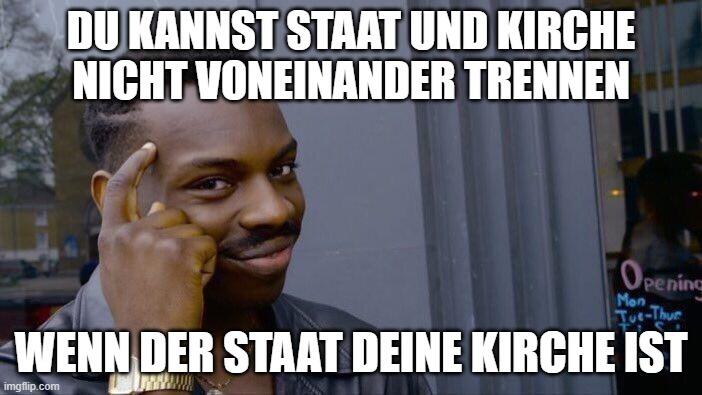 DU KANNST STAAT UND KIRCHE
NICHT VONEINANDER TRENNEN
Opening
Mon
Tue-Thur
WENN DER STAAT DEINE KIRCHE IST
imgflip.com